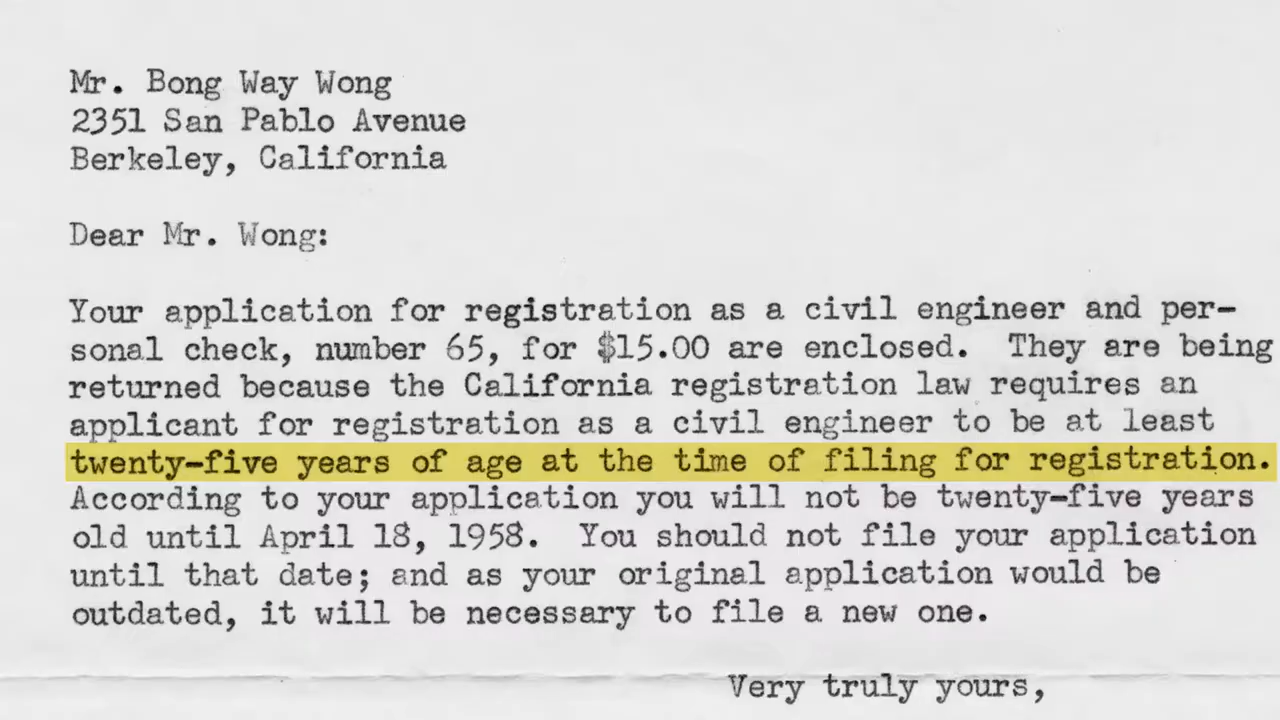 Mr. Bong Way Wong
2351 San Pablo Avenue
Berkeley, California
Dear Mr. Wong:
Your application for registration as a civil engineer and per-
sonal check, number 65, for $15.00 are enclosed. They are being
returned because the California registration law requires an
applicant for registration as a civil engineer to be at least
twenty-five years of age at the time of filing for registration.
According to your application you will not be twenty-five years
old until April 18, 1958. You should not file your application
until that date; and as your original application would be
outdated, it will be necessary to file a new one.
Very truly yours,